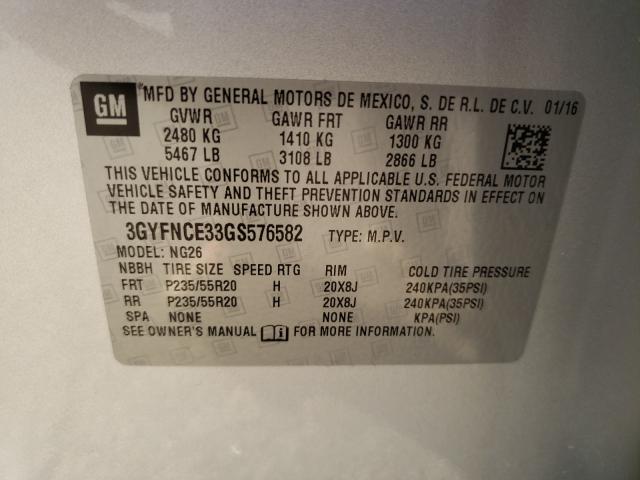 GM
MFD BY GENERAL MOTORS DE MEXICO, S. DE R.L. DE C.V. 01/16
GVWR GAWR FRT GAWR RR
2480 KG 1410 KG 1300 KG
5467 LB 3108 LB 2866 LB
THIS VEHICLE CONFORMS TO ALL APPLICABLE U.S. FEDERAL MOTOR
VEHICLE SAFETY AND THEFT PREVENTION STANDARDS IN EFFECT ON
THE DATE OF MANUFACTURE SHOWN ABOVE.
3GYFNCE33GS576582 TYPE: M.P.V.
MODEL: NG26
NBBH TIRE SIZE SPEED RTG RIM COLD TIRE PRESSURE
FRT P235/55R20 H 20X8J 240KPA(35PSI)
RR P235/55R20 H 20X8J 240KPA(35PSI)
SPA NONE NONE KPA(PSI)
SEE OWNER'S MANUAL FOR MORE INFORMATION.